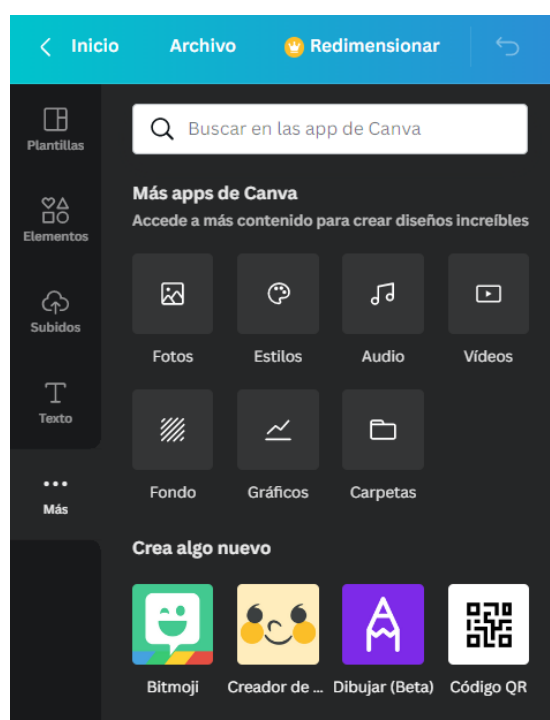 Inicio Archivo Redimensionar
Plantillas
Elementos
Subidos
Texto
Más
Buscar en las app de Canva
Más apps de Canva
Accede a más contenido para crear diseños increíbles
Fotos Estilos Audio Vídeos
Fondo Gráficos Carpetas
Crea algo nuevo
Bitmoji Creador de ... Dibujar (Beta) Código QR